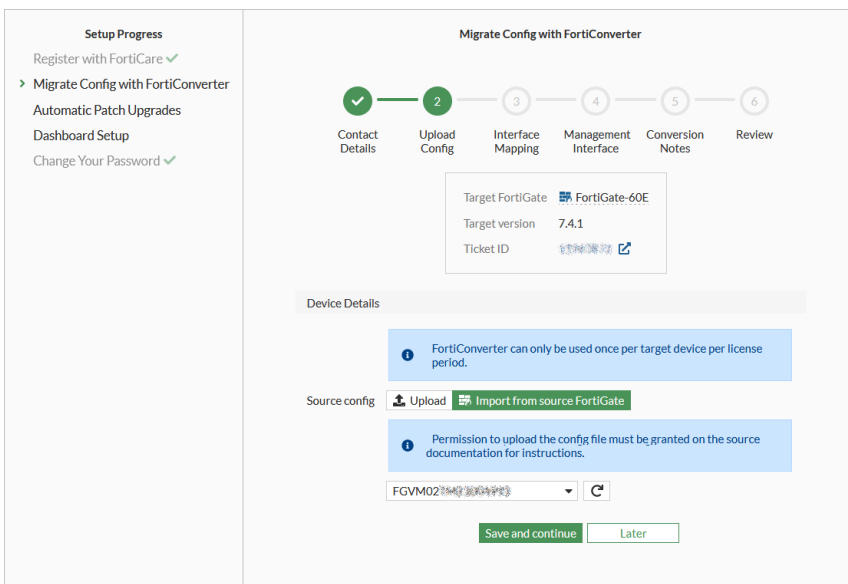 Setup Progress
Register with FortiCare
Migrate Config with FortiConverter
Automatic Patch Upgrades
Dashboard Setup
Change Your Password
Migrate Config with FortiConverter
2
3
4
5
6
Contact
Details
Upload
Config
Interface
Mapping
Management
Interface
Conversion
Notes
Review
Target FortiGate FortiGate-60E
Target version 7.4.1
Ticket ID
Device Details
FortiConverter can only be used once per target device per license
period.
Source config Upload Import from source FortiGate
Permission to upload the config file must be granted on the source
documentation for instructions.
FGVM02
Save and continue Later